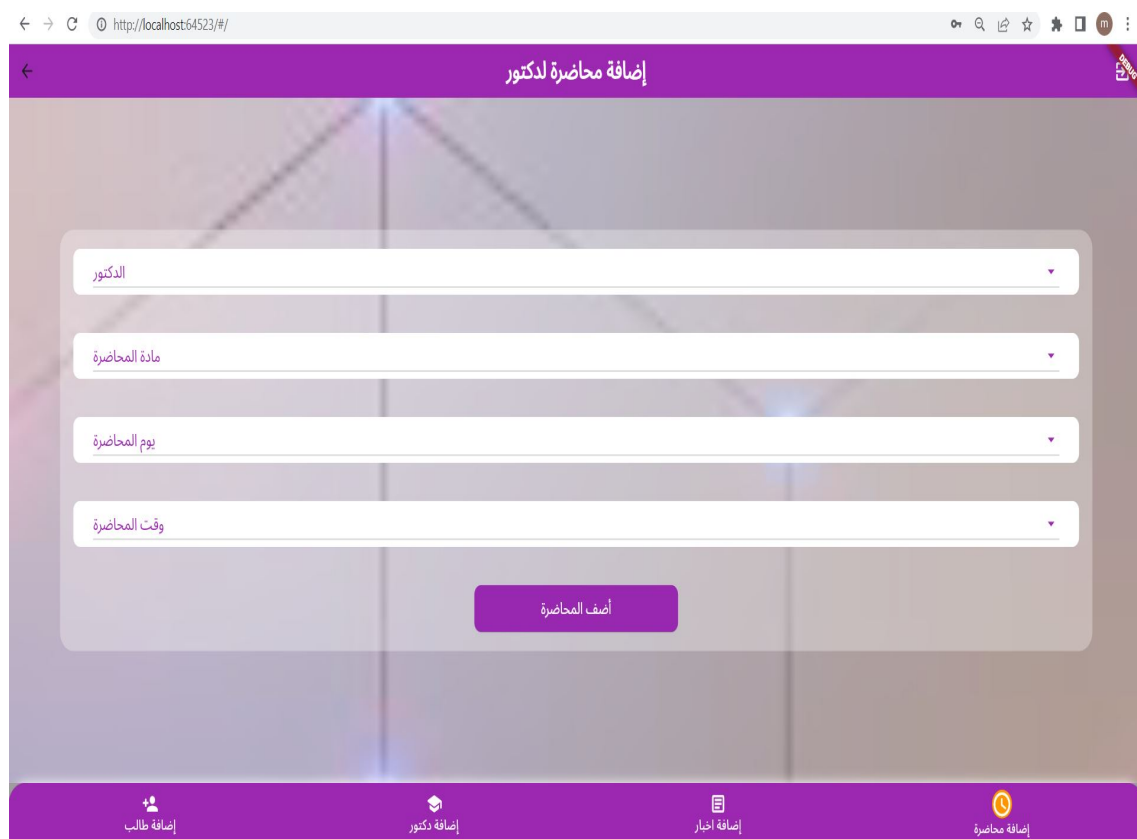 http://localhost:64523/#/
m
إضافة محاضرة لدكتور
DEBUG
الدكتور
مادة المحاضرة
يوم المحاضرة
وقت المحاضرة
أضف المحاضرة
إضافة محاضرة
إضافة اخبار
إضافة دكتور
إضافة طالب